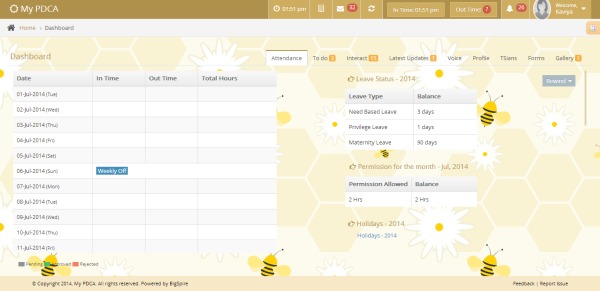 My PDCA
01:51 pm
32
In Time: 01:51 pm
Out Time: 7
26
Welcome,
Kaviya
Home > Dashboard
Dashboard
Attendance
To do
Interact
Latest Updates
Voice
Profile
TSians
Forms
Gallery
Date In Time Out Time Total Hours
01-Jul-2014 (Tue)
02-Jul-2014 (Wed)
03-Jul-2014 (Thu)
04-Jul-2014 (Fri)
05-Jul-2014 (Sat)
06-Jul-2014 (Sun) Weekly Off
07-Jul-2014 (Mon)
08-Jul-2014 (Tue)
09-Jul-2014 (Wed)
10-Jul-2014 (Thu)
11-Jul-2014 (Fri)
Pending Approved Rejected
Leave Status - 2014
Leave Type Balance
Need Based Leave 3 days
Privilege Leave 1 days
Maternity Leave 90 days
Permission for the month - Jul, 2014
Permission Allowed Balance
2 Hrs 2 Hrs
Holidays - 2014
Holidays - 2014
© Copyright 2014, My PDCA. All rights reserved. Powered by BigSpire
Feedback | Report Issue